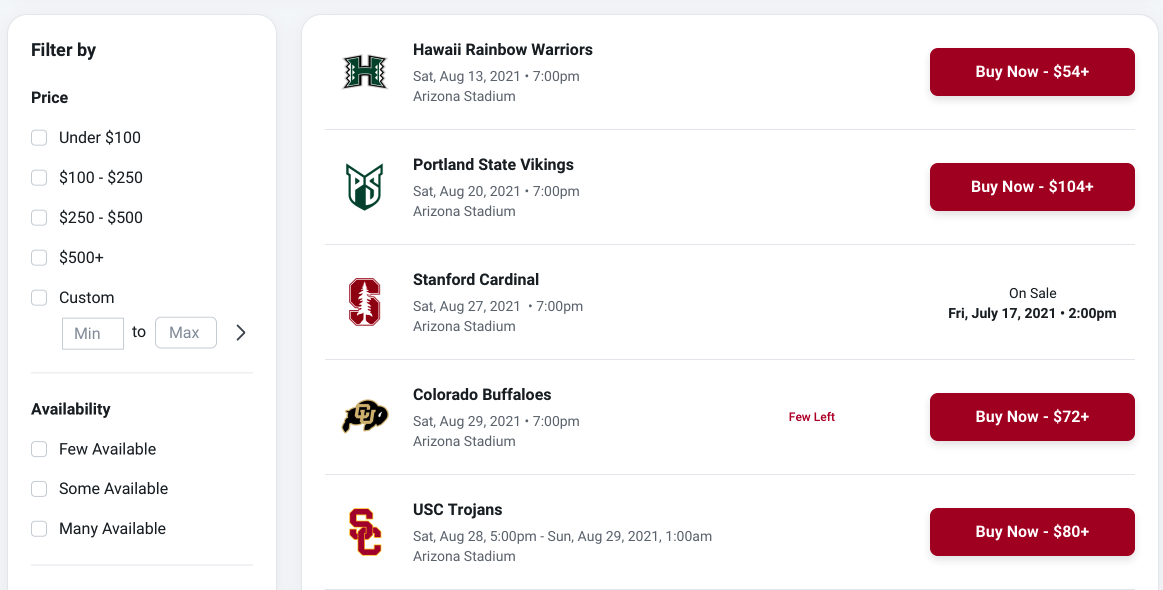 Filter by
Price
Under $100
$100 - $250
$250 - $500
$500+
Custom
Min to Max
Availability
Few Available
Some Available
Many Available
H
Hawaii Rainbow Warriors
Sat, Aug 13, 2021 • 7:00pm
Arizona Stadium
Buy Now - $54+
PS
Portland State Vikings
Sat, Aug 20, 2021 • 7:00pm
Arizona Stadium
Buy Now - $104+
S
Stanford Cardinal
Sat, Aug 27, 2021 • 7:00pm
Arizona Stadium
On Sale
Fri, July 17, 2021 • 2:00pm
CU
Colorado Buffaloes
Sat, Aug 29, 2021 • 7:00pm
Arizona Stadium
Few Left
Buy Now - $72+
SC
USC Trojans
Sat, Aug 28, 5:00pm - Sun, Aug 29, 2021, 1:00am
Arizona Stadium
Buy Now - $80+